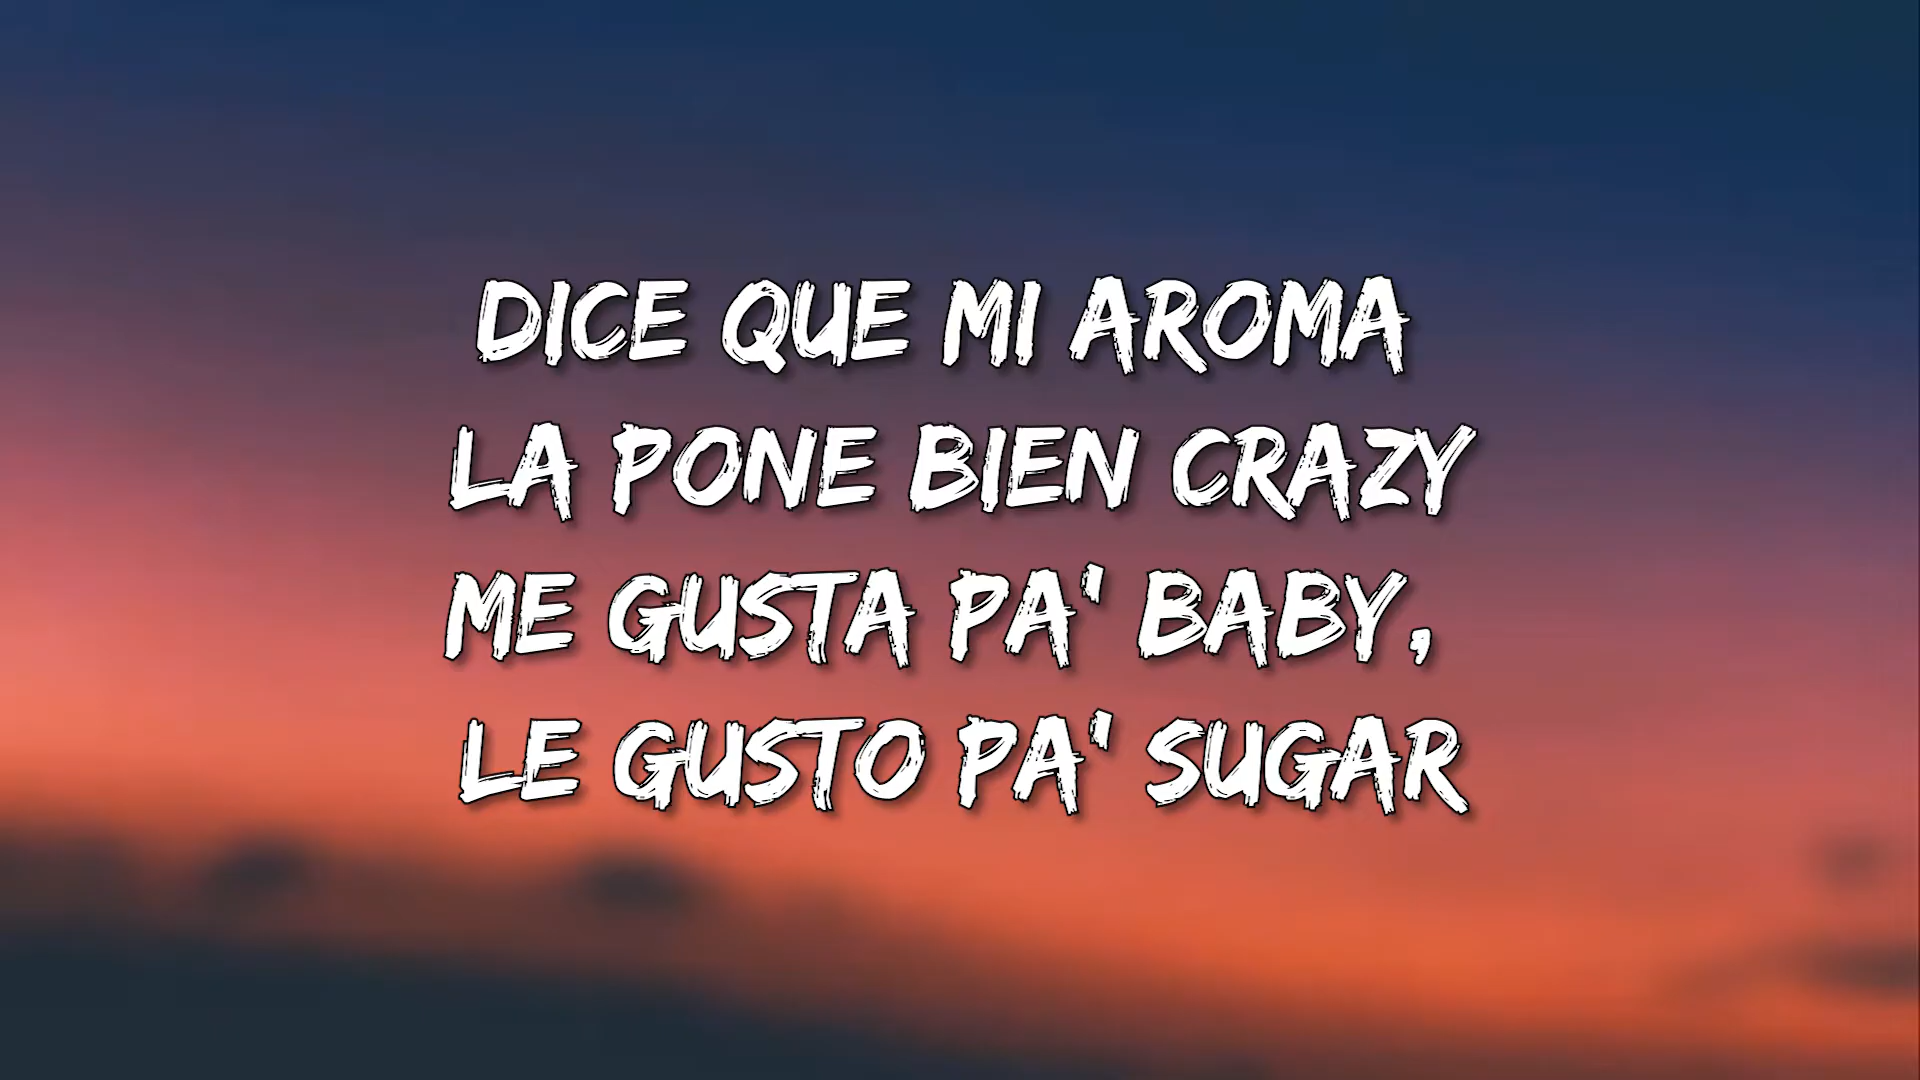 DICE QUE MI AROMA
LA PONE BIEN CRAZY
ME GUSTA PA' BABY,
LE GUSTO PA' SUGAR